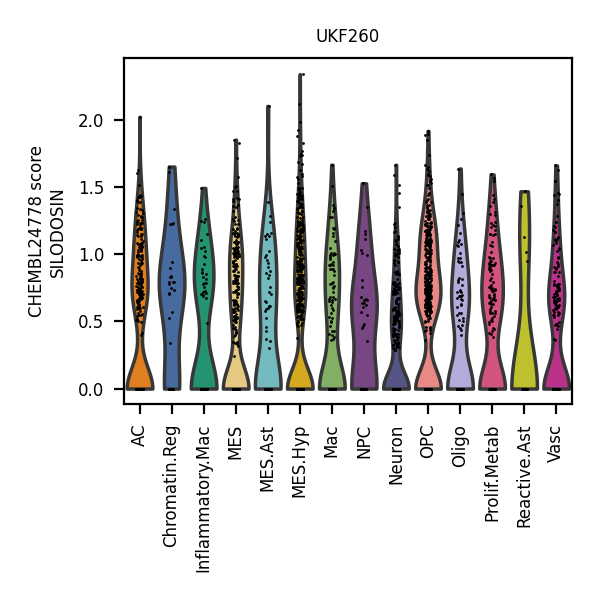 UKF260
CHEMBL24778 score
SILODOSIN
2.0
1.5
1.0
0.5
0.0
AC
Chromatin.Reg
Inflammatory.Mac
MES
MES.Ast
MES.Hyp
Mac
NPC
Neuron
OPC
Oligo
Prolif.Metab
Reactive.Ast
Vasc